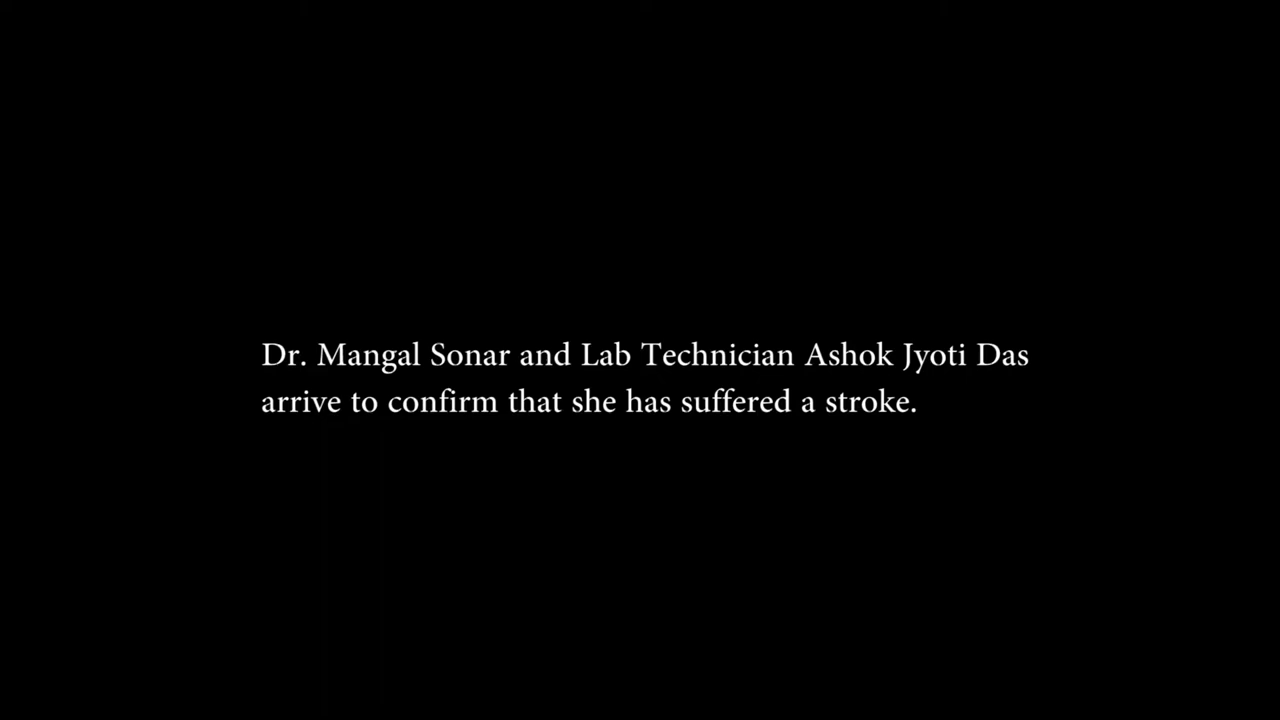 Dr. Mangal Sonar and Lab Technician Ashok Jyoti Das
arrive to confirm that she has suffered a stroke.